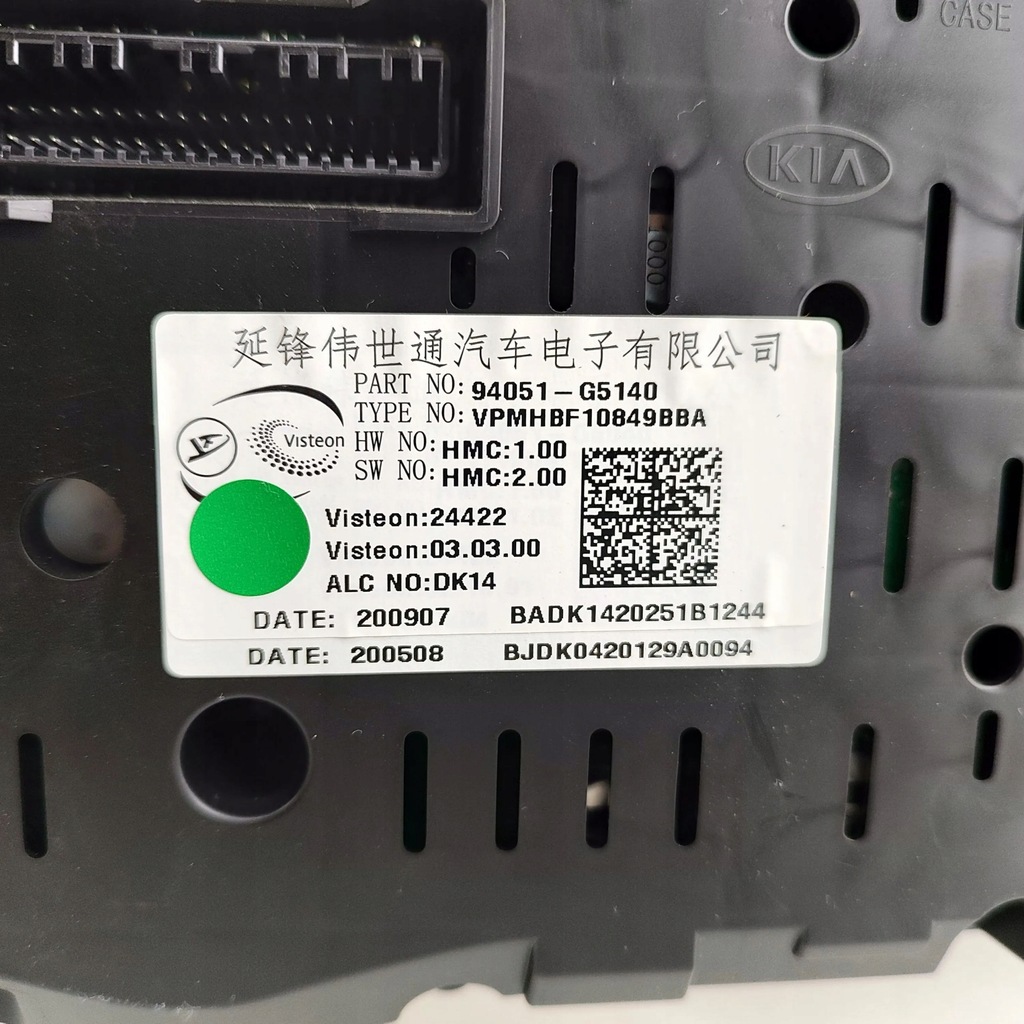 CASE
KIA
1000
延锋伟世通汽车电子有限公司
PART NO: 94051-G5140
TYPE NO: VPMHBF10849BBA
HW NO: HMC:1.00
SW NO: HMC:2.00
Visteon
Visteon:24422
Visteon:03.03.00
ALC NO:DK14
DATE: 200907 BADK1420251B1244
DATE: 200508 BJDK0420129A0094